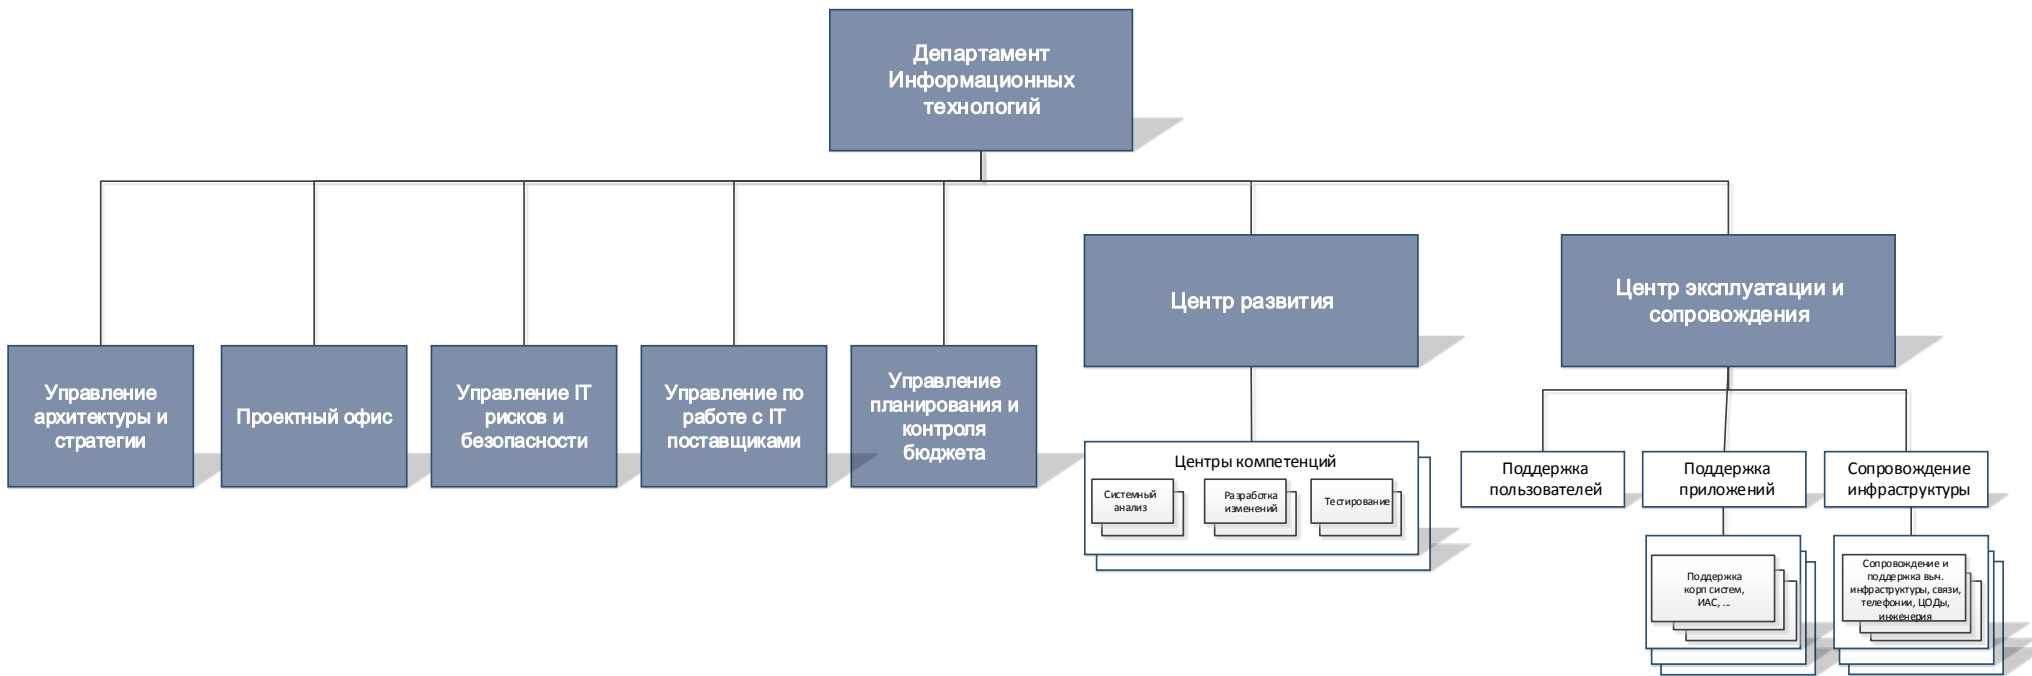 Департамент
Информационных
технологий
Управление
архитектуры и
стратегии
Проектный офис
Управление IT
рисков и
безопасности
Управление по
работе с IT
поставщиками
Управление
планирования и
контроля
бюджета
Центр развития
Центр эксплуатации и
сопровождения
Центры компетенций
Системный
анализ
Разработка
изменений
Тестирование
Поддержка
пользователей
Поддержка
приложений
Сопровождение
инфраструктуры
Поддержка
корп систем,
ИАС, ...
Сопровождение и
поддержка выч.
инфраструктуры, связи,
телефонии, ЦОДы,
инженерия